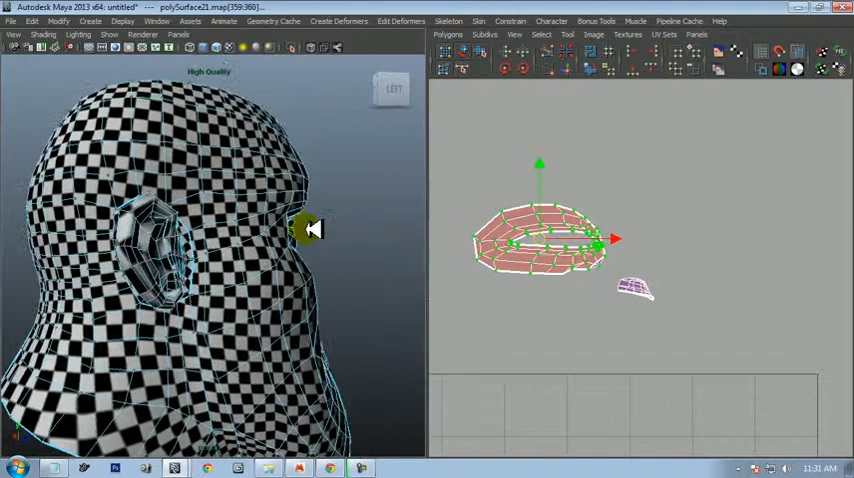 Autodesk Maya 2013 x64: untitled* --- polySurface21.map[359:360]...
File Edit Modify Create Display Window Assets Animate Geometry Cache Create Deformers Edit Deformers Skeleton Skin Constrain Character Bonus Tools Muscle Pipeline Cache Help
View Shading Lighting Show Renderer Panels
Polygons Subdivs View Select Tool Image Textures UV Sets Panels
High Quality
LEFT
11:31 AM